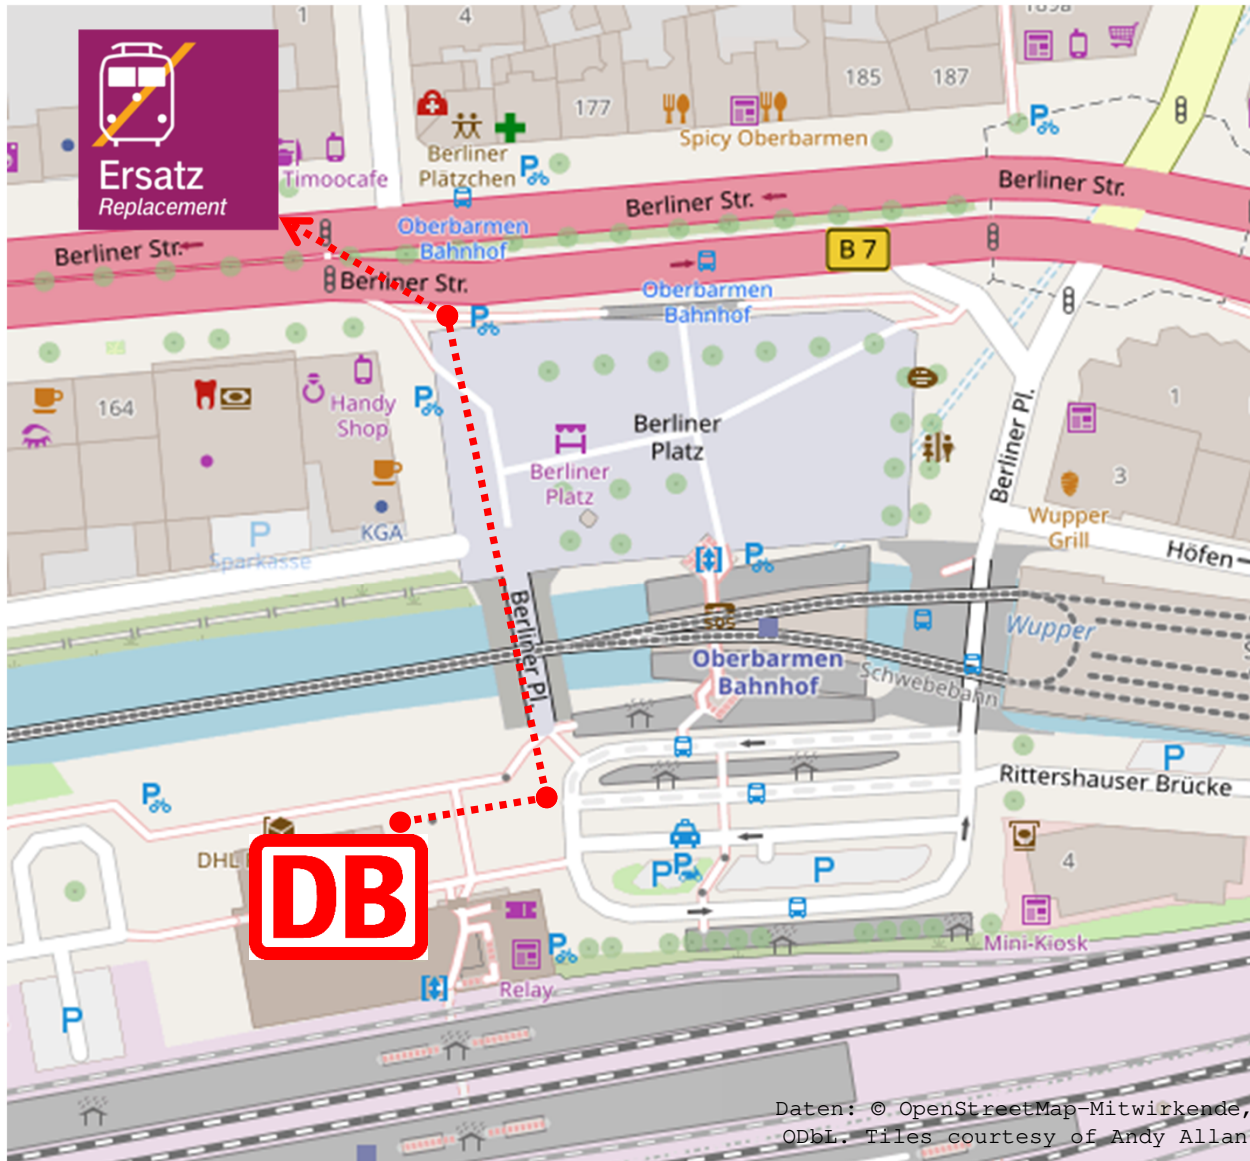 1
4
189a
185
187
177
Ersatz
Replacement
Spicy Oberbarmen
Berliner
Plätzchen
Timoocafe
Berliner Str.
Berliner Str.
Oberbarmen
Bahnhof
Berliner Str.
B 7
Berliner Str.
Oberbarmen
Bahnhof
164
Handy
Shop
Berliner
Platz
Berliner
Platz
Berliner Pl.
1
3
KGA
P
Sparkasse
Wupper
Grill
Höfen
Berliner Pl.
SOS
Wupper
Oberbarmen
Bahnhof
Schwebebahn
P
Rittershauser Brücke
DHL
DB
P
P
4
Mini-Kiosk
Relay
P
Daten: © OpenStreetMap-Mitwirkende,
ODbL. Tiles courtesy of Andy Allan